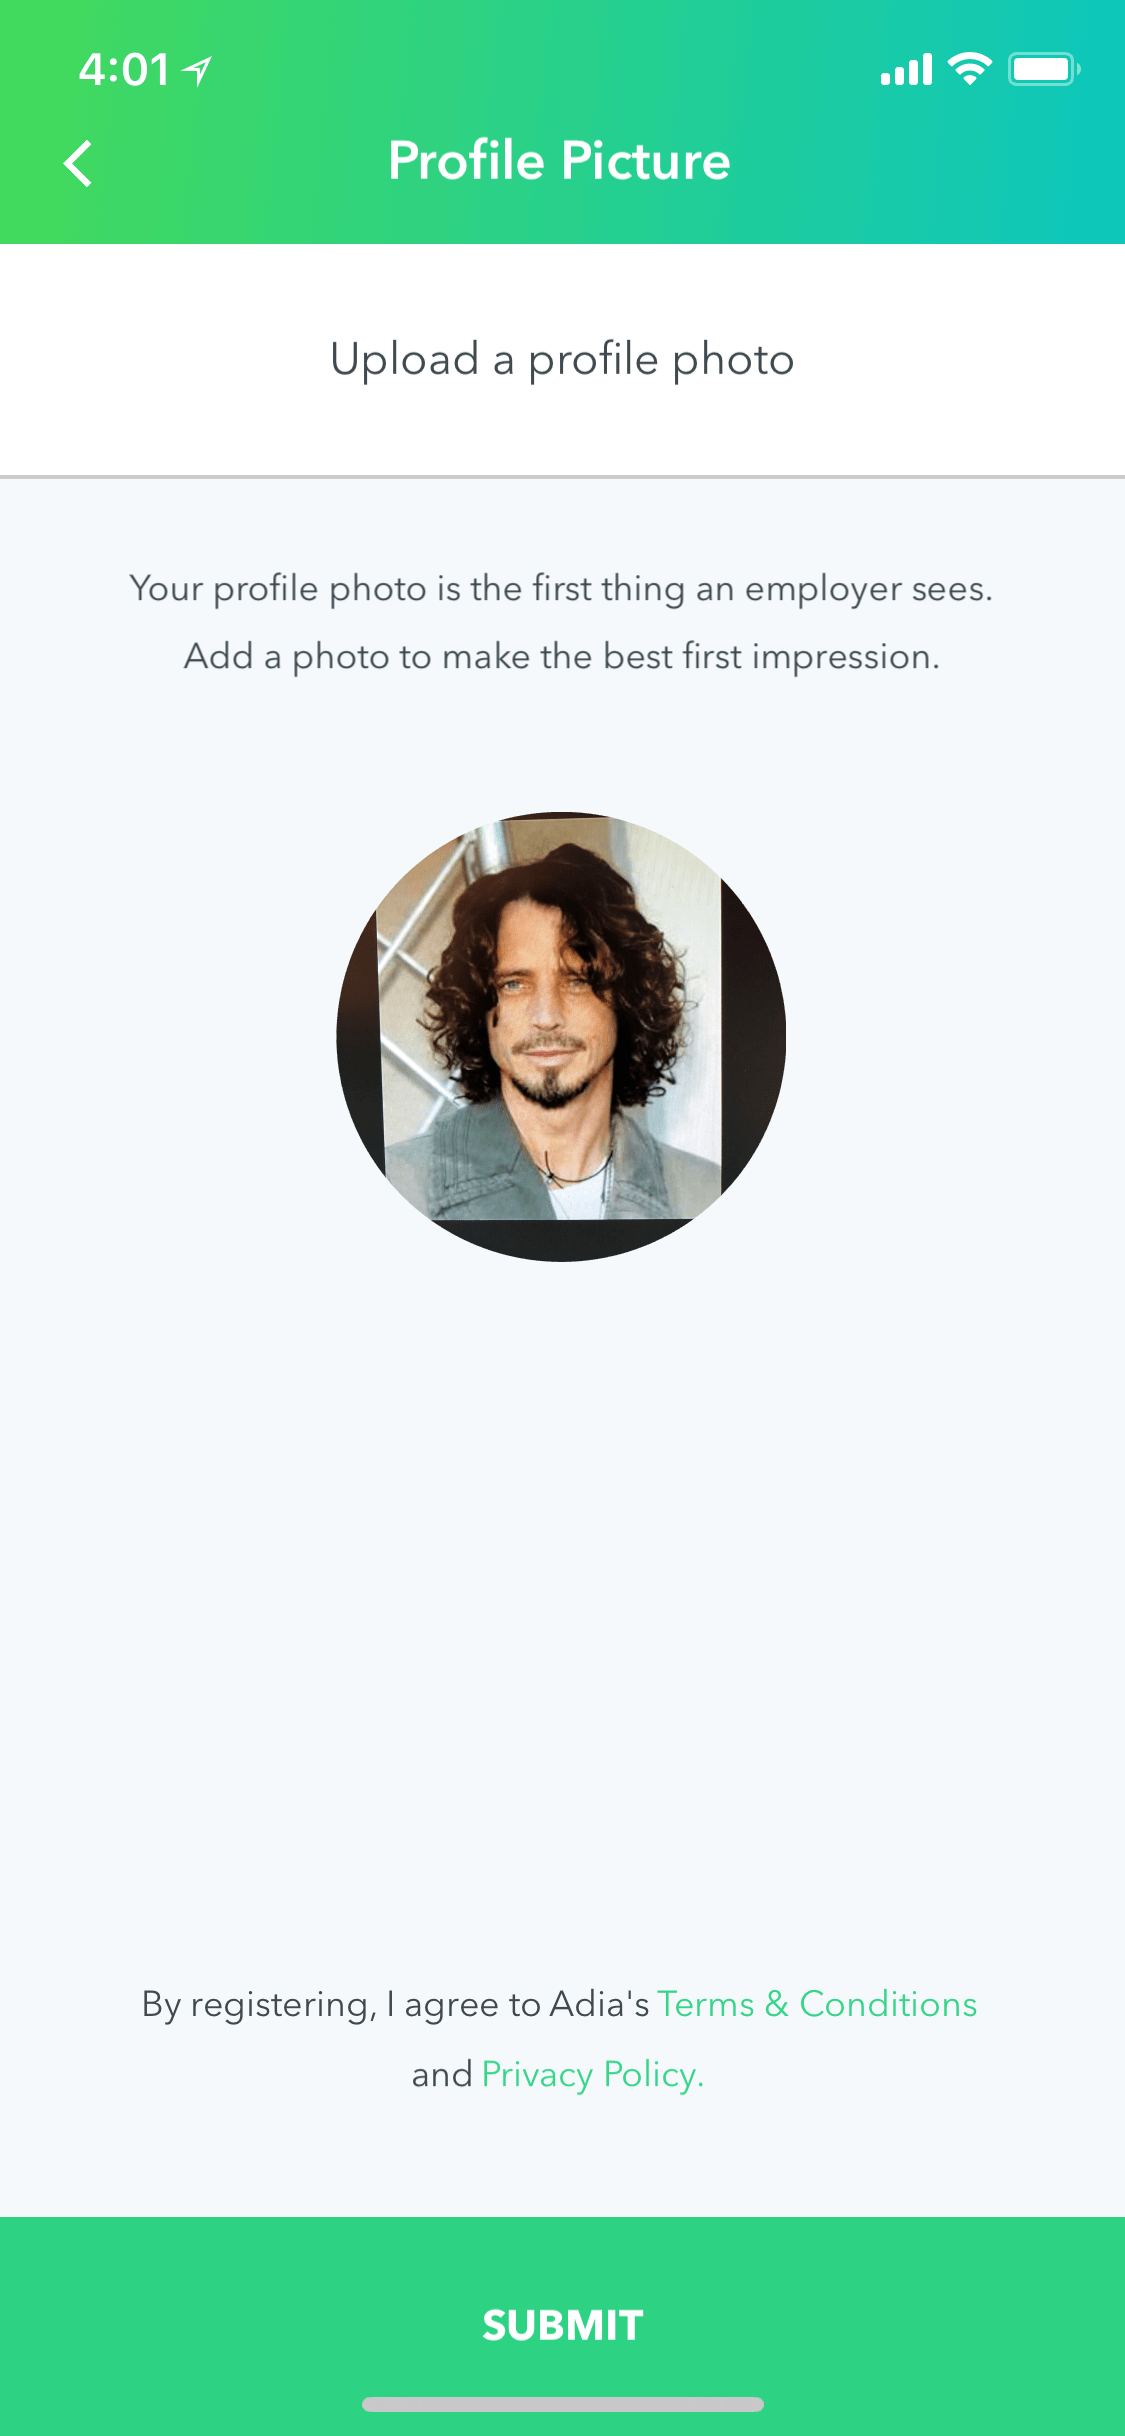 4:01
Profile Picture
Upload a profile photo
Your profile photo is the first thing an employer sees.
Add a photo to make the best first impression.
By registering, I agree to Adia's Terms & Conditions
and Privacy Policy.
SUBMIT